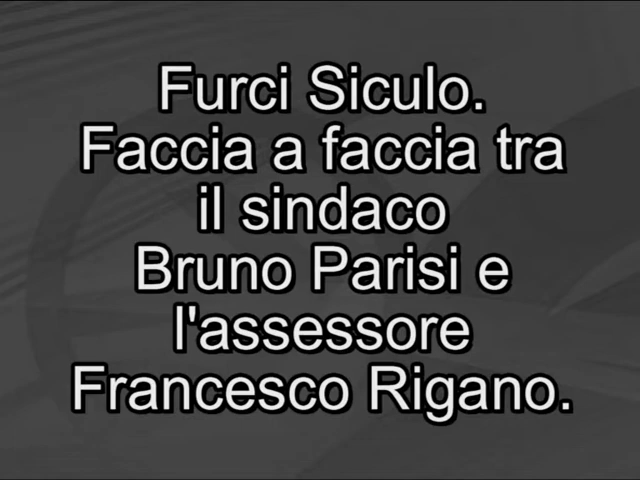 Furci Siculo.
Faccia a faccia tra
il sindaco
Bruno Parisi e
l'assessore
Francesco Rigano.